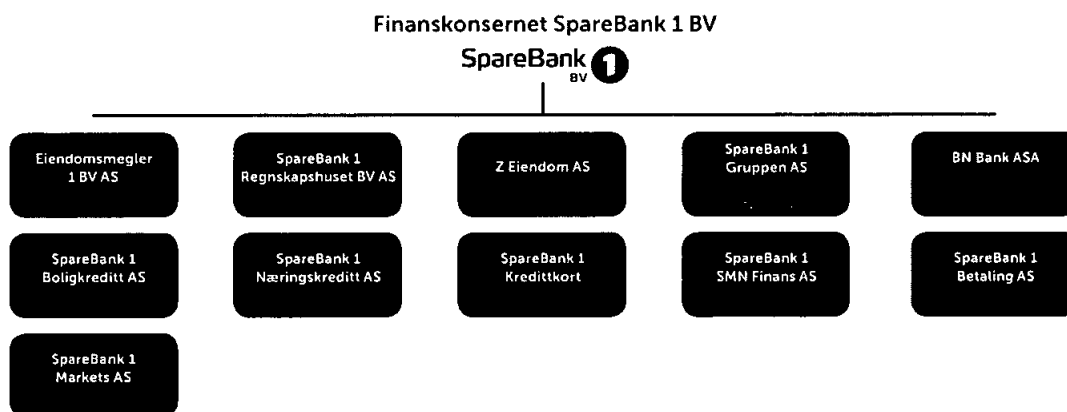 Finanskonsernet SpareBank 1 BV
SpareBank 1
BV
Eiendomsmegler
1 BV AS
SpareBank 1
Regnskapshuset BV AS
Z Eiendom AS
SpareBank 1
Gruppen AS
BN Bank ASA
SpareBank 1
Boligkreditt AS
SpareBank 1
Næringskreditt AS
SpareBank 1
Kredittkort
SpareBank 1
SMN Finans AS
SpareBank 1
Betaling AS
SpareBank 1
Markets AS